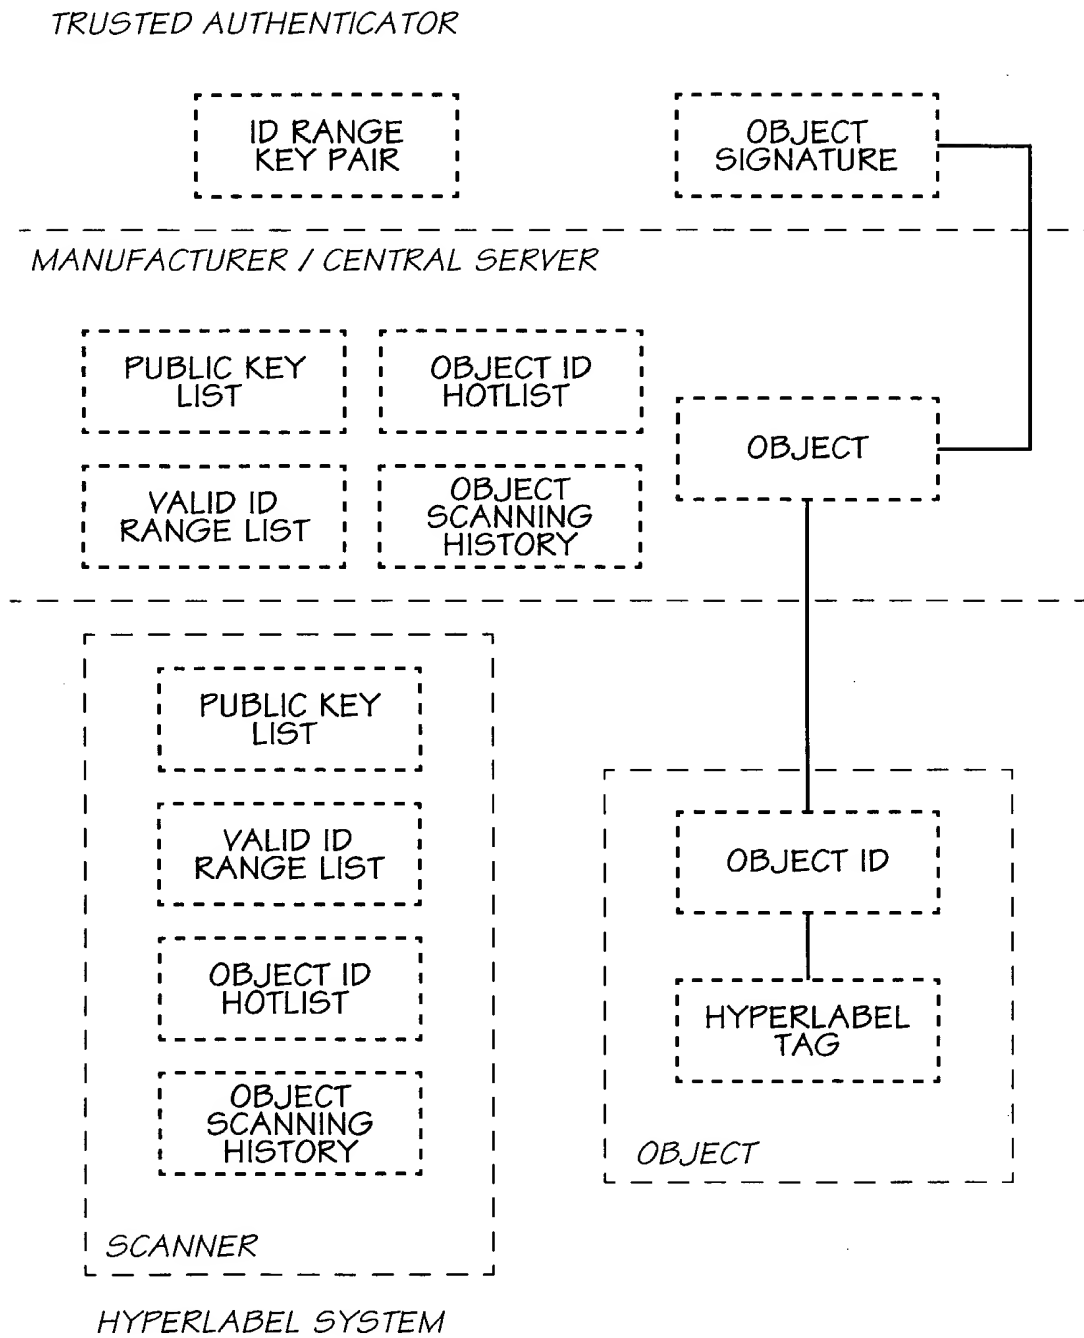 TRUSTED AUTHENTICATOR
ID RANGE
KEY PAIR
OBJECT
SIGNATURE
MANUFACTURER / CENTRAL SERVER
PUBLIC KEY
LIST
OBJECT ID
HOTLIST
OBJECT
VALID ID
RANGE LIST
OBJECT
SCANNING
HISTORY
PUBLIC KEY
LIST
VALID ID
RANGE LIST
OBJECT ID
HOTLIST
OBJECT
SCANNING
HISTORY
SCANNER
OBJECT ID
HYPERLABEL
TAG
OBJECT
HYPERLABEL SYSTEM